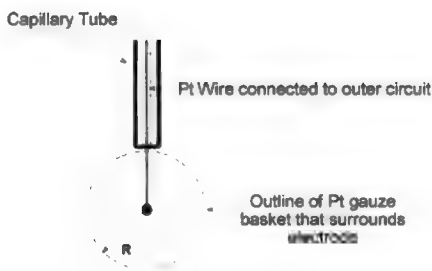 Capillary Tube
Pt Wire connected to outer circuit
Outline of Pt gauze
basket that surrounds
electrode
R